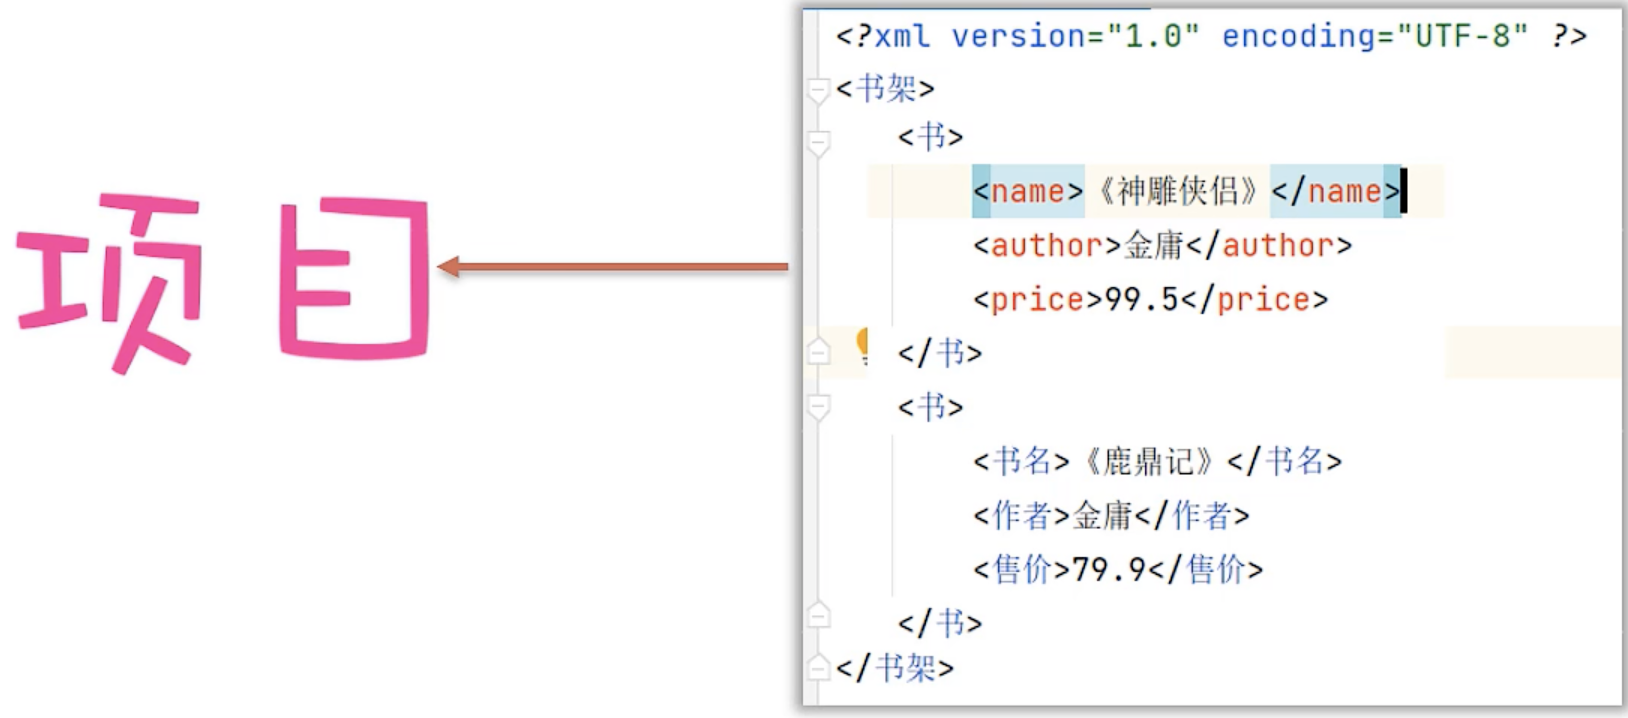 项目
<?xml version="1.0" encoding="UTF-8" ?>
<书架>
<书>
<name>《神雕侠侣》</name>
<author>金庸</author>
<price>99.5</price>
</书>
<书>
<书名>《鹿鼎记》</书名>
<作者>金庸</作者>
<售价>79.9</售价>
</书>
</书架>